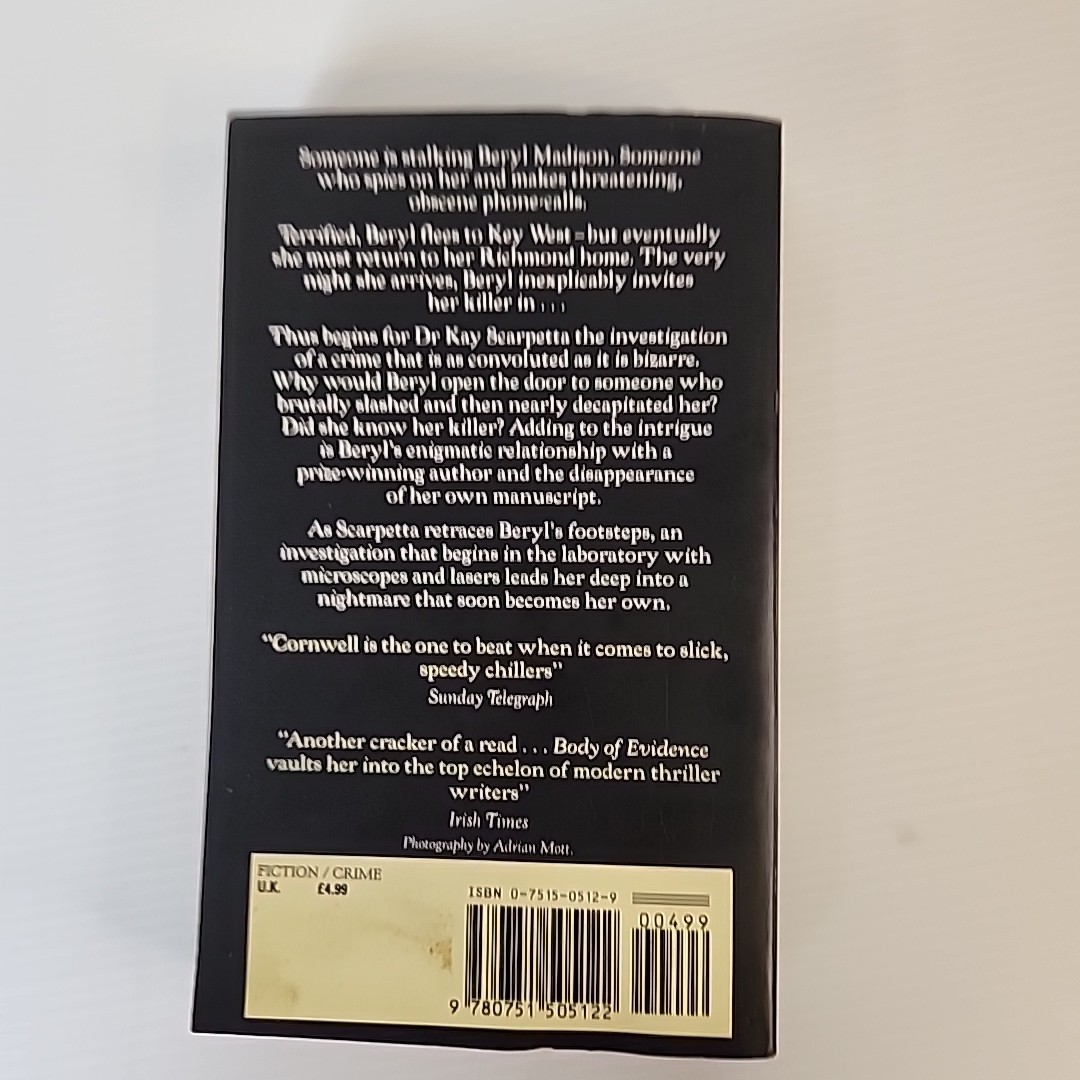 Someone is stalking Beryl Madison. Someone
who spies on her and makes threatening,
obscene phone-calls.
Terrified, Beryl flees to Key West – but eventually
she must return to her Richmond home. The very
night she arrives, Beryl inexplicably invites
her killer in . . .
Thus begins for Dr Kay Scarpetta the investigation
of a crime that is as convoluted as it is bizarre.
Why would Beryl open the door to someone who
brutally slashed and then nearly decapitated her?
Did she know her killer? Adding to the intrigue
is Beryl's enigmatic relationship with a
prize-winning author and the disappearance
of her own manuscript.
As Scarpetta retraces Beryl's footsteps, an
investigation that begins in the laboratory with
microscopes and lasers leads her deep into a
nightmare that soon becomes her own.
"Cornwell is the one to beat when it comes to slick,
speedy chillers"
Sunday Telegraph
"Another cracker of a read . . . Body of Evidence
vaults her into the top echelon of modern thriller
writers"
Irish Times
Photography by Adrian Mott.
FICTION / CRIME
U.K. £4.99
ISBN 0-7515-0512-9
00499
9 780751 505122